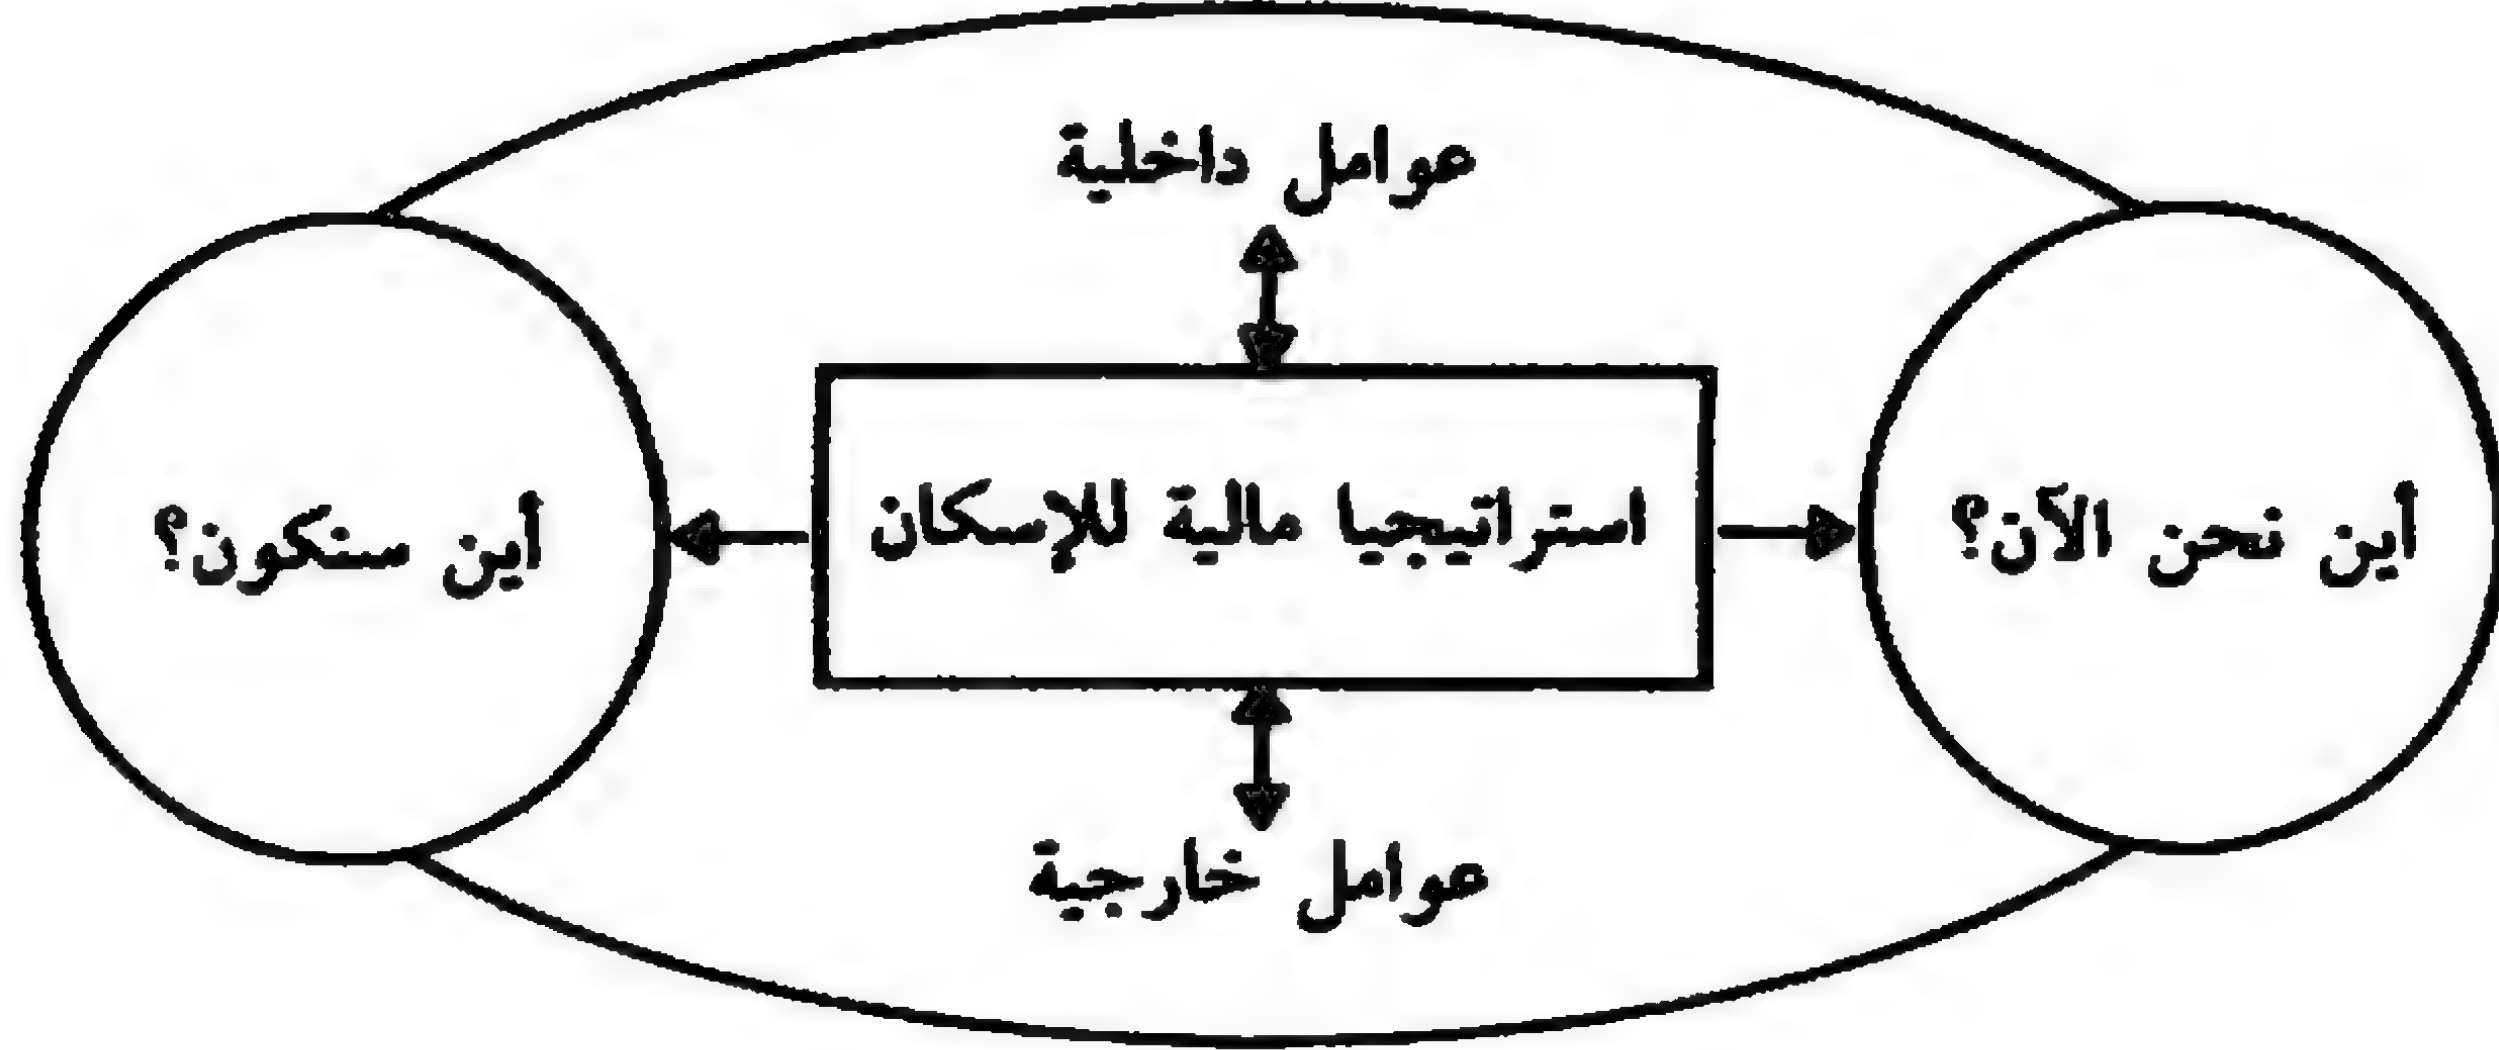 عوامل داخلية
أين نحن الآن؟
استراتيجيا مالية للإسكان
أين سنكون؟
عوامل خارجية